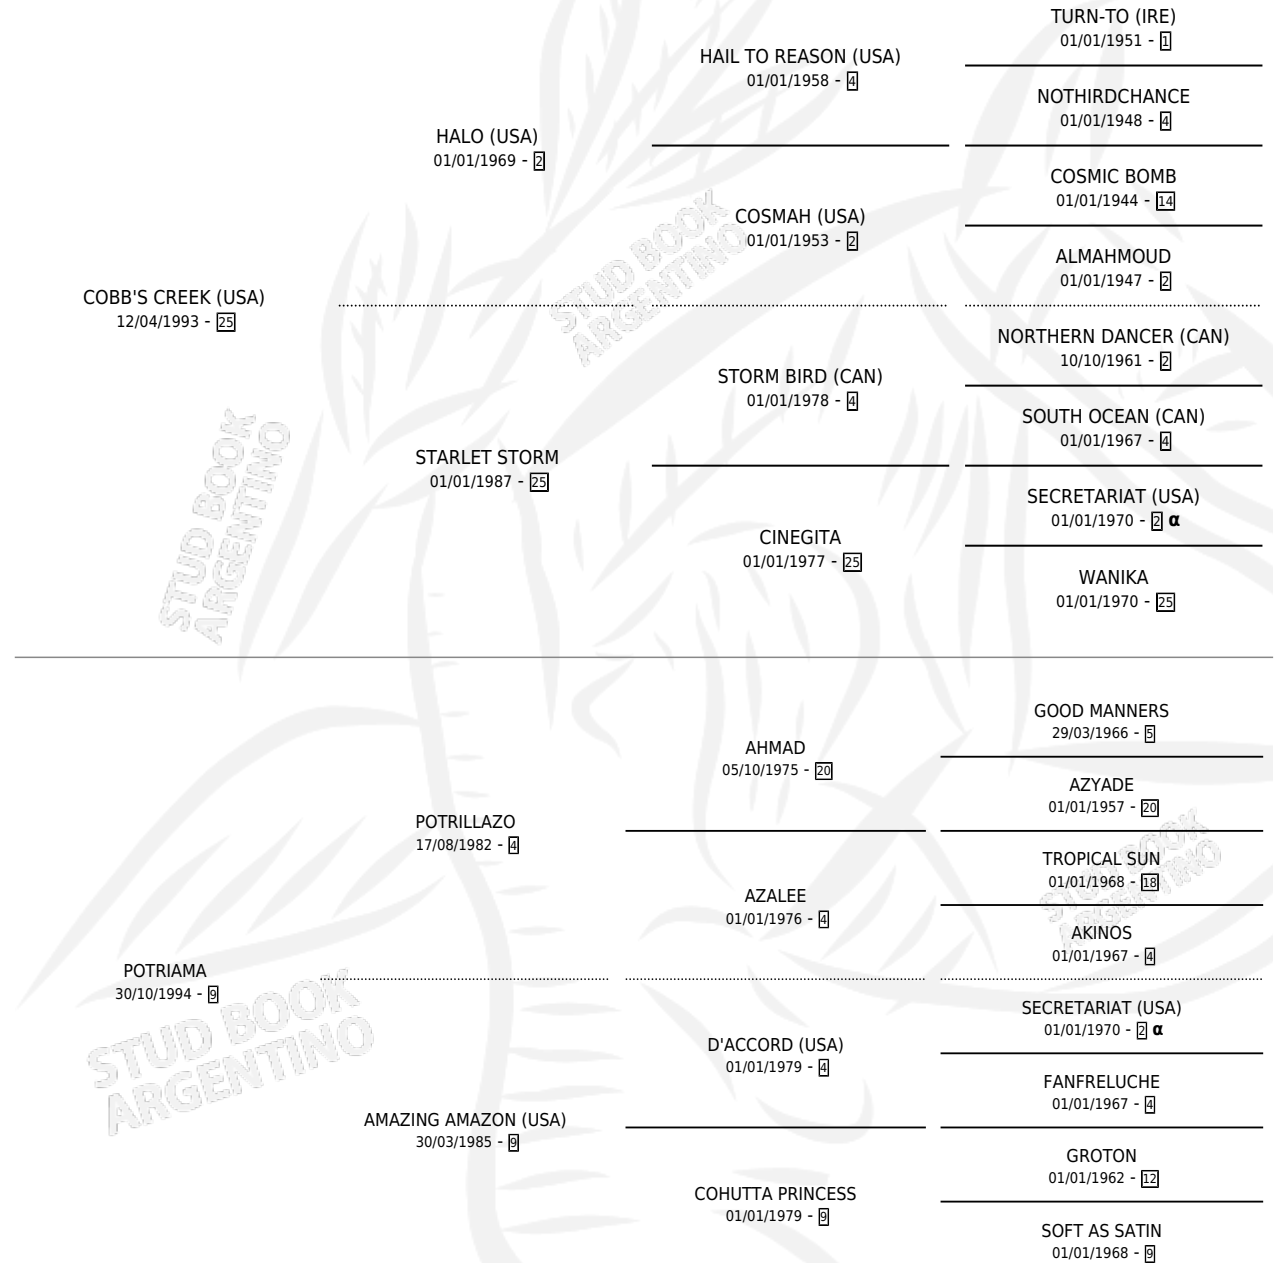 TURN-TO (IRE)
01/01/1951 - 1
HAIL TO REASON (USA)
01/01/1958 - 4
NOTHIRDCHANCE
01/01/1948 - 4
HALO (USA)
01/01/1969 - 2
COSMIC BOMB
01/01/1944 - 14
COSMAH (USA)
01/01/1953 - 2
ALMAHMOUD
01/01/1947 - 2
COBB'S CREEK (USA)
12/04/1993 - 25
NORTHERN DANCER (CAN)
10/10/1961 - 2
STORM BIRD (CAN)
01/01/1978 - 4
SOUTH OCEAN (CAN)
01/01/1967 - 4
STARLET STORM
01/01/1987 - 25
SECRETARIAT (USA)
01/01/1970 - 2 α
CINEGITA
01/01/1977 - 25
WANIKA
01/01/1970 - 25
GOOD MANNERS
29/03/1966 - 5
AHMAD
05/10/1975 - 20
AZYADE
01/01/1957 - 20
POTRILLAZO
17/08/1982 - 4
TROPICAL SUN
01/01/1968 - 18
AZALEE
01/01/1976 - 4
AKINOS
01/01/1967 - 4
POTRIAMA
30/10/1994 - 9
SECRETARIAT (USA)
01/01/1970 - 2 α
D'ACCORD (USA)
01/01/1979 - 4
FANFRELUCHE
01/01/1967 - 4
AMAZING AMAZON (USA)
30/03/1985 - 9
GROTON
01/01/1962 - 12
COHUTTA PRINCESS
01/01/1979 - 9
SOFT AS SATIN
01/01/1968 - 9
STUD BOOK
ARGENTINO
STUD BOOK
ARGENTINO
STUD BOOK
ARGENTINO
STUD BOOK
ARGENTINO